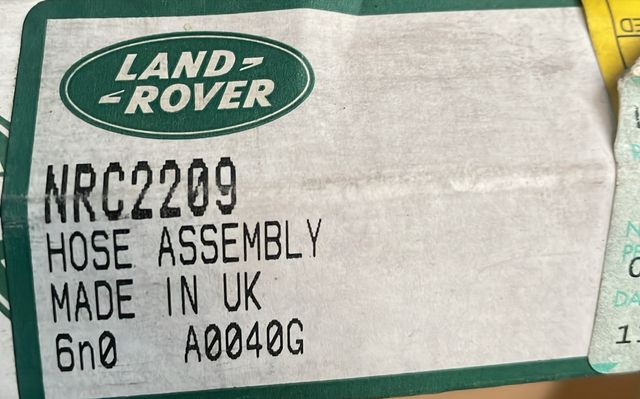 LAND-
-ROVER
NRC2209
HOSE ASSEMBLY
MADE IN UK
6n0 A0040G